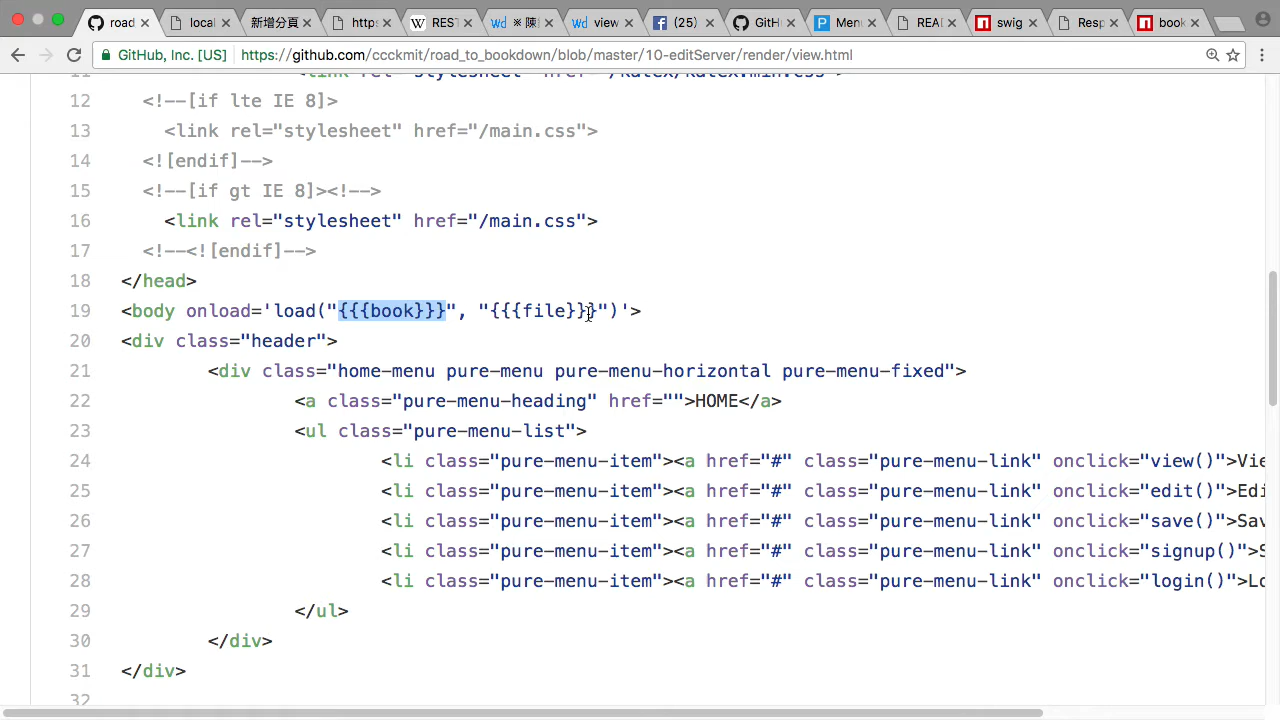 road
local
新增分頁
https
REST
※ 陳
view
(25)
GitH
Menu
REAI
swig
Resp
book
GitHub, Inc. [US]
https://github.com/ccckmit/road_to_bookdown/blob/master/10-editServer/render/view.html
12 <!--[if lte IE 8]>
13 <link rel="stylesheet" href="/main.css">
14 <![endif]-->
15 <!--[if gt IE 8]><!-->
16 <link rel="stylesheet" href="/main.css">
17 <!--<![endif]-->
18 </head>
19 <body onload='load("{{{book}}}", "{{{file}}}")'>
20 <div class="header">
21 <div class="home-menu pure-menu pure-menu-horizontal pure-menu-fixed">
22 <a class="pure-menu-heading" href="">HOME</a>
23 <ul class="pure-menu-list">
24 <li class="pure-menu-item"><a href="#" class="pure-menu-link" onclick="view()">Vie
25 <li class="pure-menu-item"><a href="#" class="pure-menu-link" onclick="edit()">Edi
26 <li class="pure-menu-item"><a href="#" class="pure-menu-link" onclick="save()">Sav
27 <li class="pure-menu-item"><a href="#" class="pure-menu-link" onclick="signup()">S
28 <li class="pure-menu-item"><a href="#" class="pure-menu-link" onclick="login()">Lo
29 </ul>
30 </div>
31 </div>
32